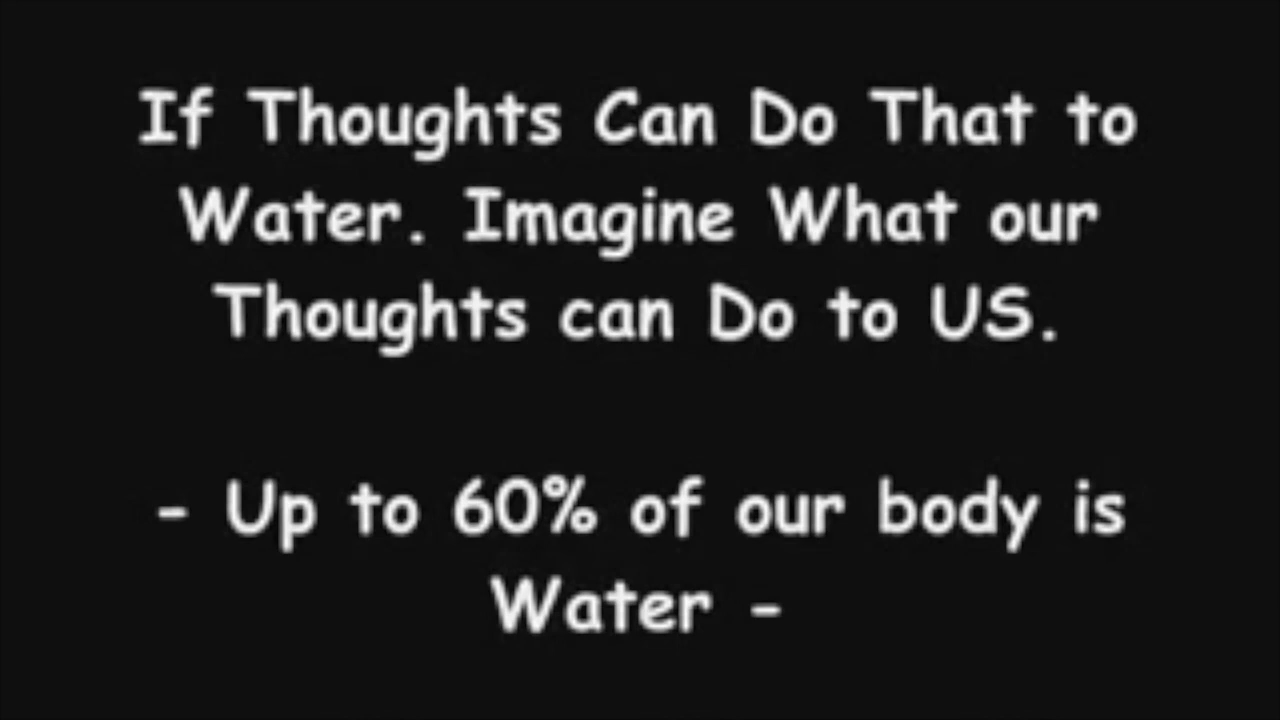 If Thoughts Can Do That to
Water. Imagine What our
Thoughts can Do to US.
- Up to 60% of our body is
Water -